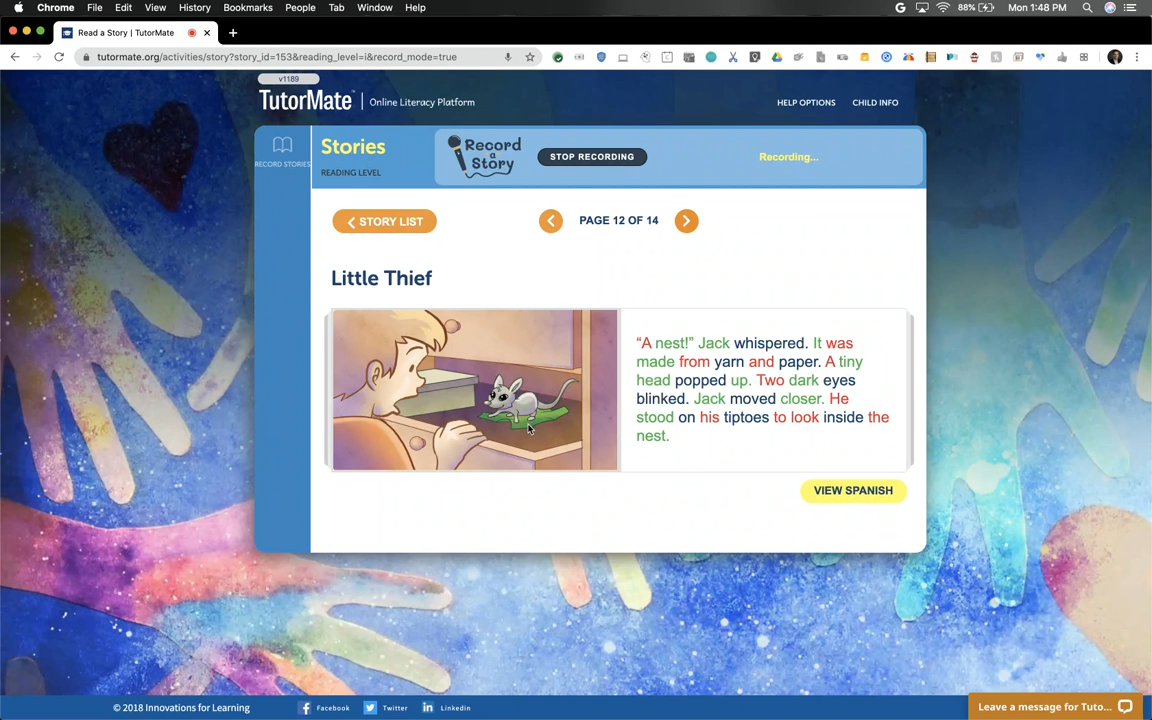 Chrome File Edit View History Bookmarks People Tab Window Help 88% Mon 1:48 PM
Read a Story | TutorMate
tutormate.org/activities/story?story_id=153&reading_level=i&record_mode=true
v1189
TutorMate | Online Literacy Platform HELP OPTIONS CHILD INFO
RECORD STORIES
Stories
READING LEVEL
Record
a
Story
STOP RECORDING
Recording...
STORY LIST PAGE 12 OF 14
Little Thief
“A nest!” Jack whispered. It was
made from yarn and paper. A tiny
head popped up. Two dark eyes
blinked. Jack moved closer. He
stood on his tiptoes to look inside the
nest.
VIEW SPANISH
© 2018 Innovations for Learning Facebook Twitter Linkedin
Leave a message for Tuto...